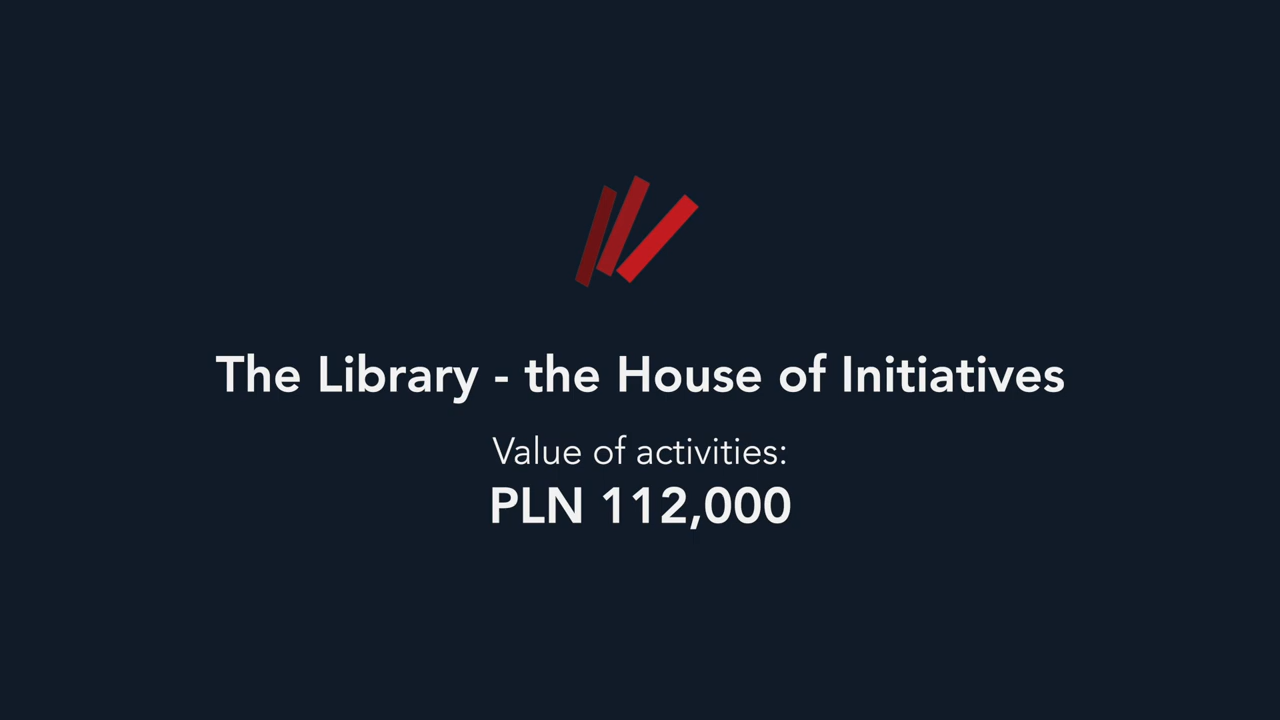 The Library - the House of Initiatives
Value of activities:
PLN 112,000